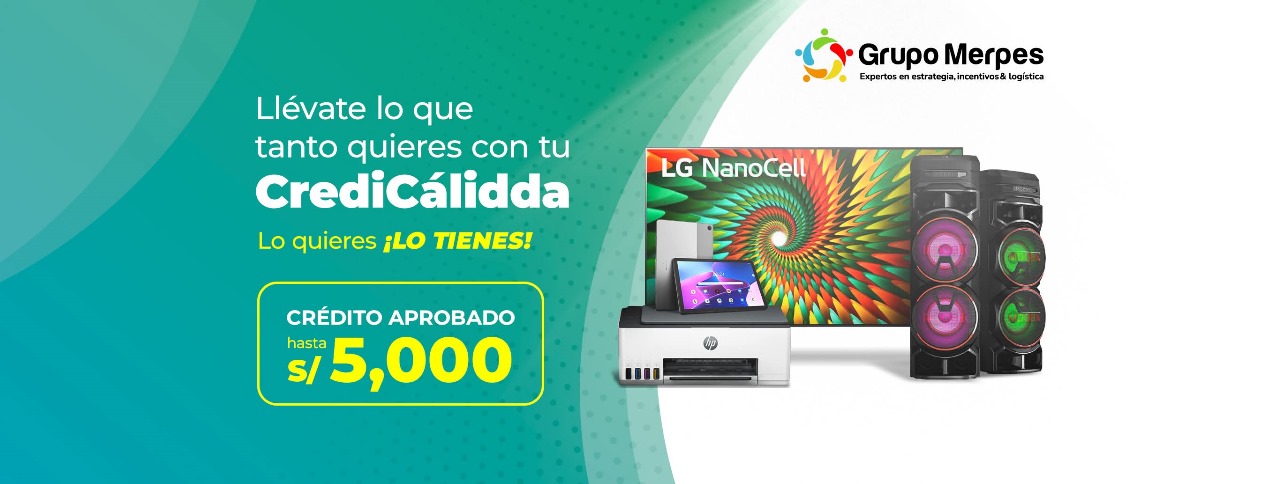 Grupo Merpes
Expertos en estrategia, incentivos & logística
Llévate lo que
tanto quieres con tu
CrediCálidda
Lo quieres ¡LO TIENES!
CRÉDITO APROBADO
hasta
s/ 5,000
LG NanoCell
hp